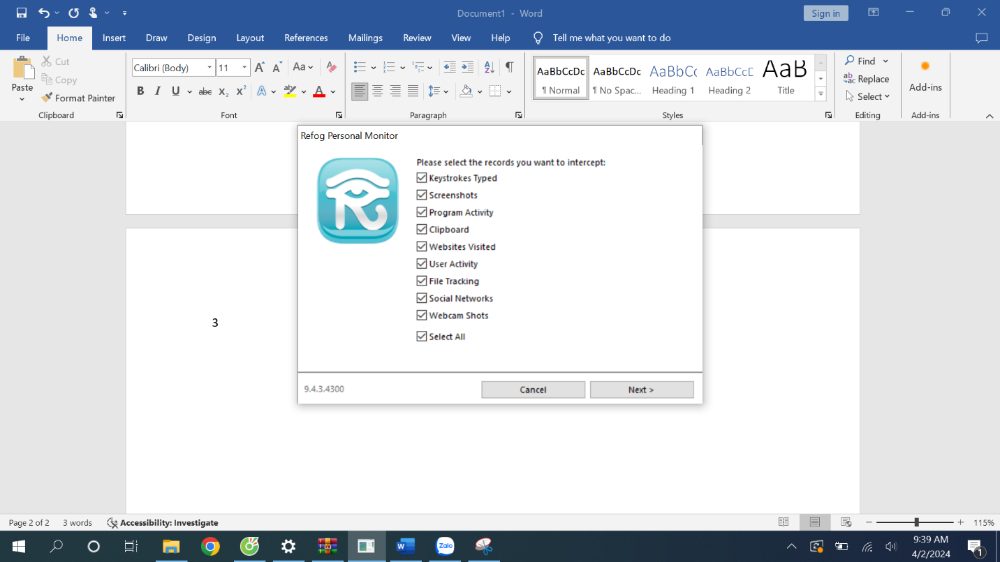 Document1 - Word
Sign in
File Home Insert Draw Design Layout References Mailings Review View Help Tell me what you want to do
Paste
Cut
Copy
Format Painter
Clipboard
Calibri (Body) 11
Font
Paragraph
AaBbCcDc AaBbCcDc AaBbCc AaBbCcD AaB
¶ Normal ¶ No Spac... Heading 1 Heading 2 Title
Styles
Find
Replace
Select
Editing
Add-ins
Add-ins
Refog Personal Monitor
Please select the records you want to intercept:
Keystrokes Typed
Screenshots
Program Activity
Clipboard
Websites Visited
User Activity
File Tracking
Social Networks
Webcam Shots
Select All
9.4.3.4300
Cancel
Next >
3
Page 2 of 2 3 words Accessibility: Investigate 115%
Zalo
9:39 AM
4/2/2024
1